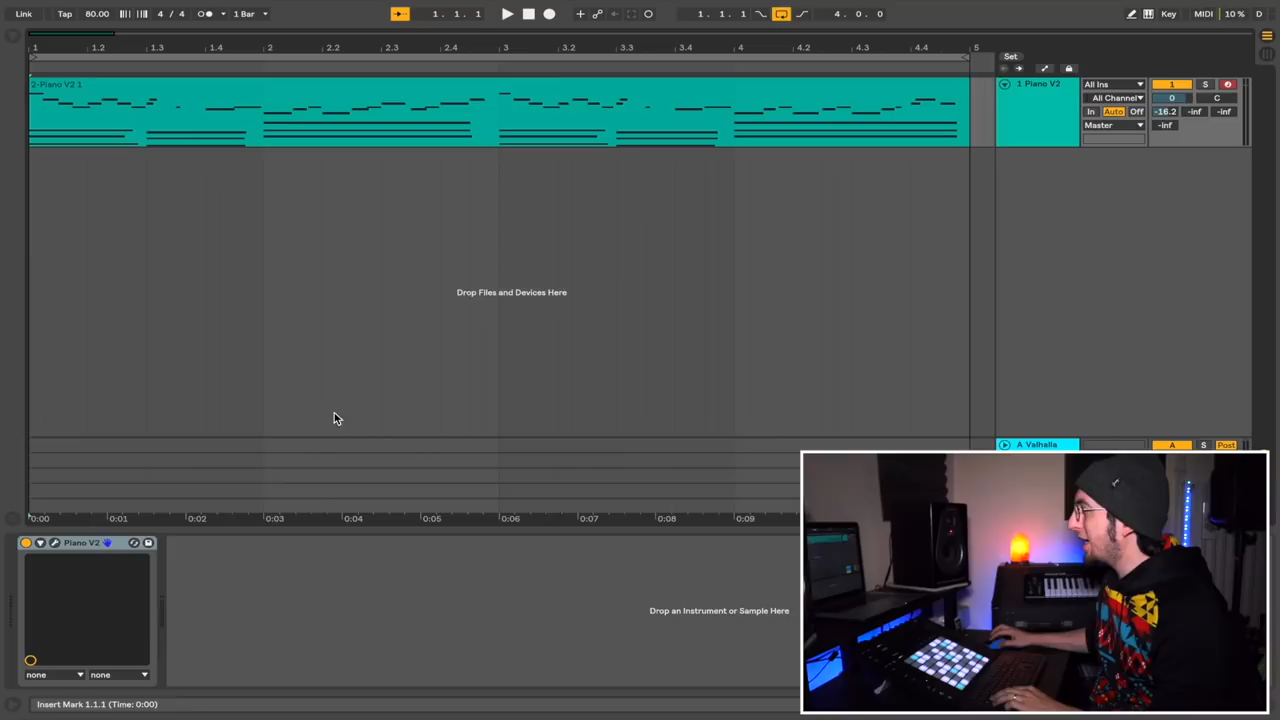 Link Tap 80.00 4 / 4 1 Bar 1. 1. 1 1. 1. 1 4. 0. 0 Key MIDI 10 % D
1 1.2 1.3 1.4 2 2.2 2.3 2.4 3 3.3 3.4 4 4.2 4.3 4.4 5
Set
2-Piano V2 1
1 Piano V2 All Ins 1 S
All Channel 0 C
In Auto Off -16.2 -inf -inf
Master -inf
Drop Files and Devices Here
A Valhalla A S Post
0:00 0:01 0:02 0:03 0:04 0:05 0:06 0:07 0:08 0:09
Piano V2
Drop an Instrument or Sample Here
none none
Insert Mark 1.1.1 (Time: 0:00)